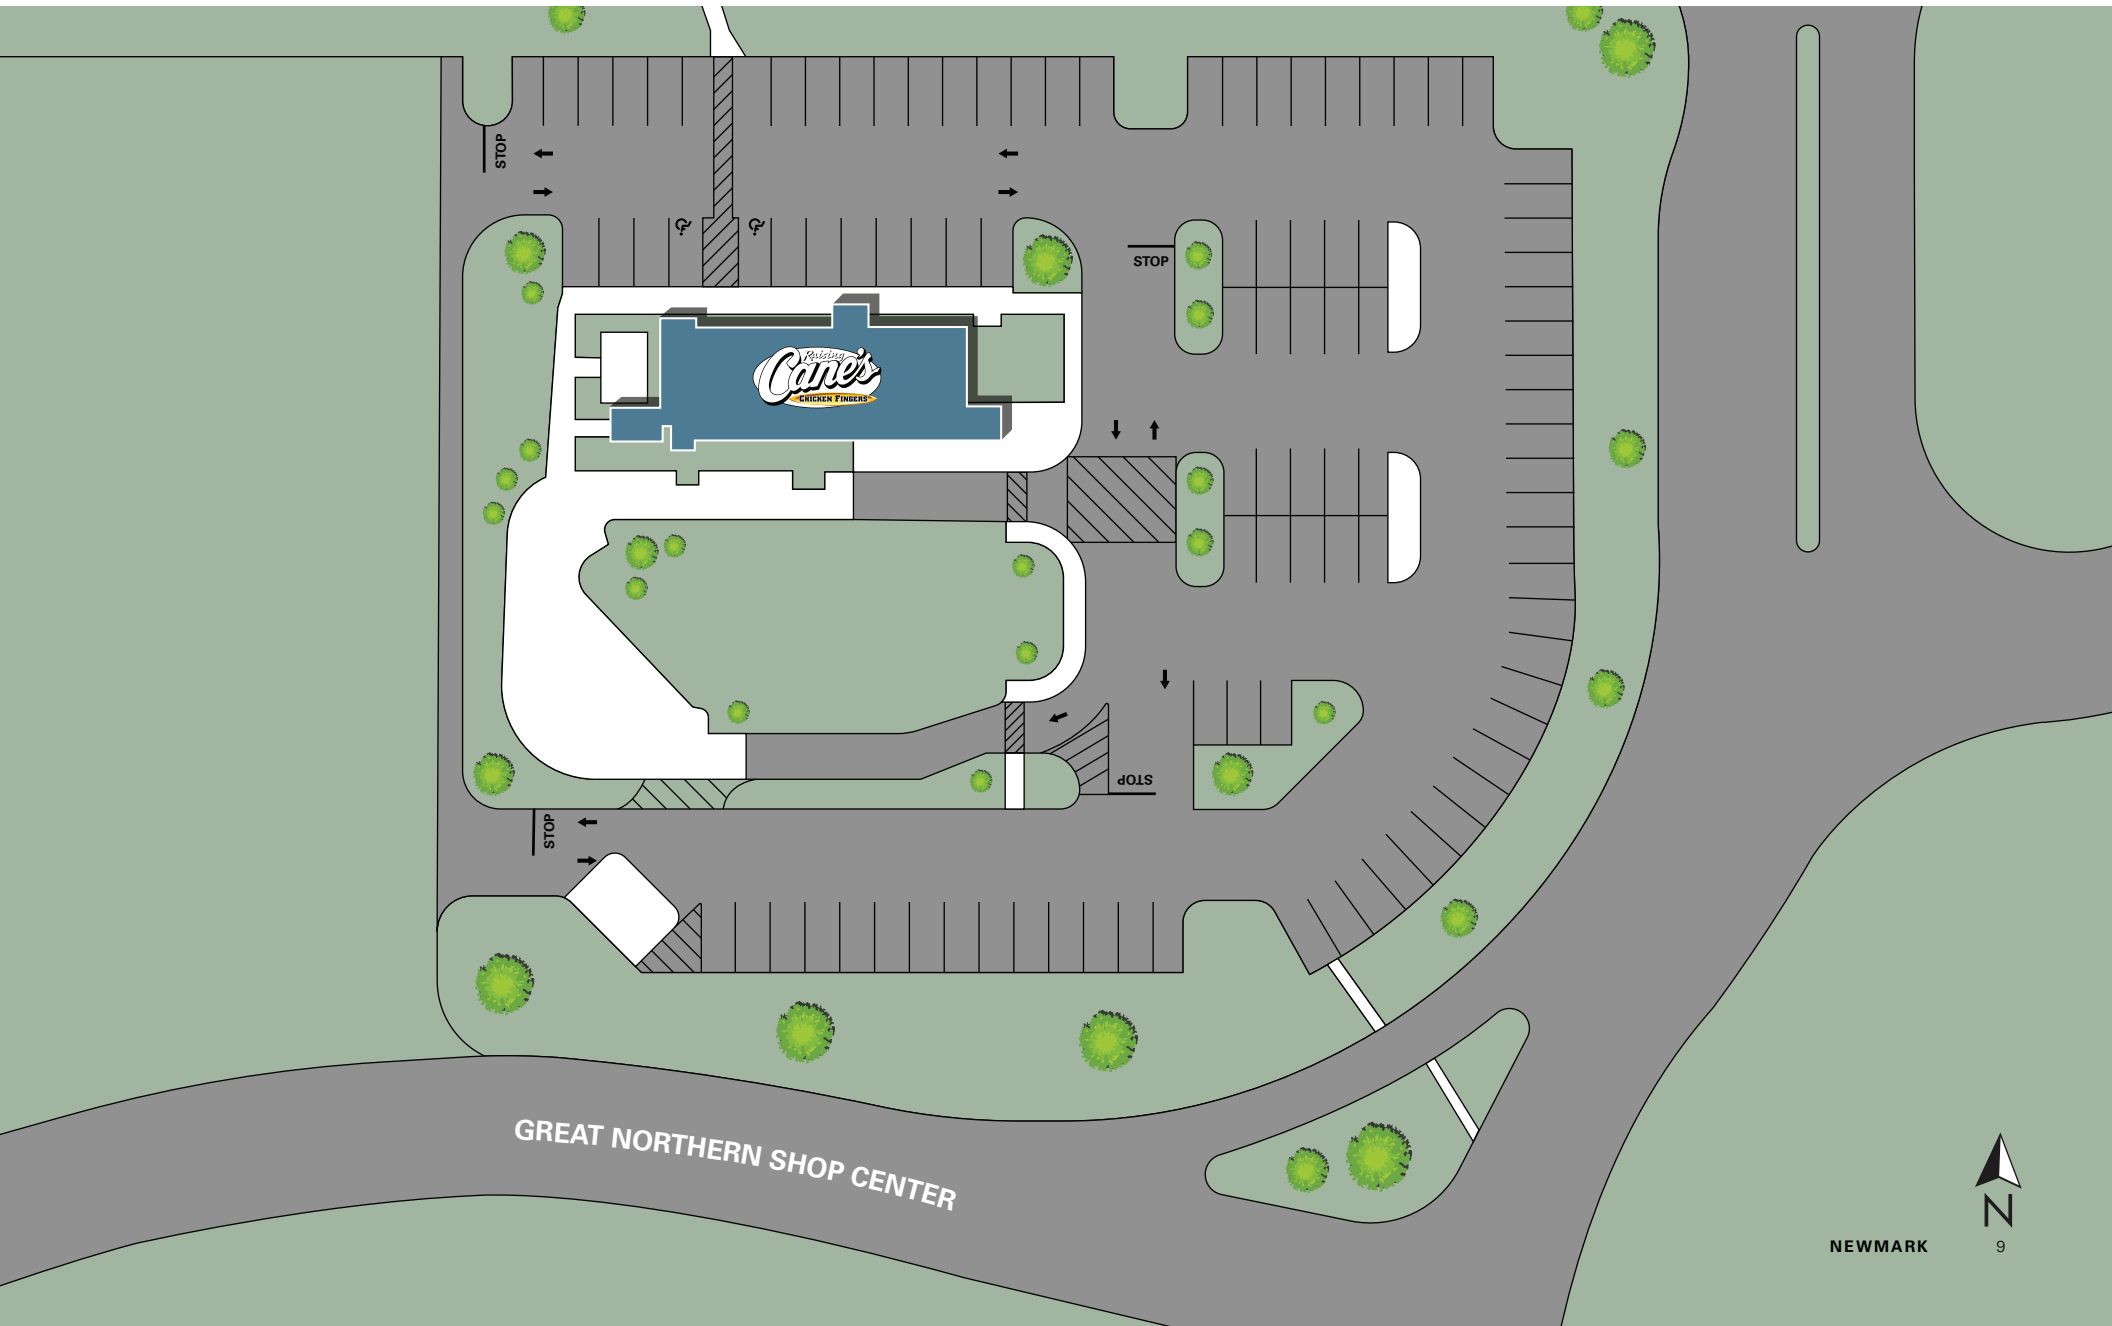 STOP
STOP
Raising
Cane's
CHICKEN FINGERS
STOP
STOP
GREAT NORTHERN SHOP CENTER
N
NEWMARK
9